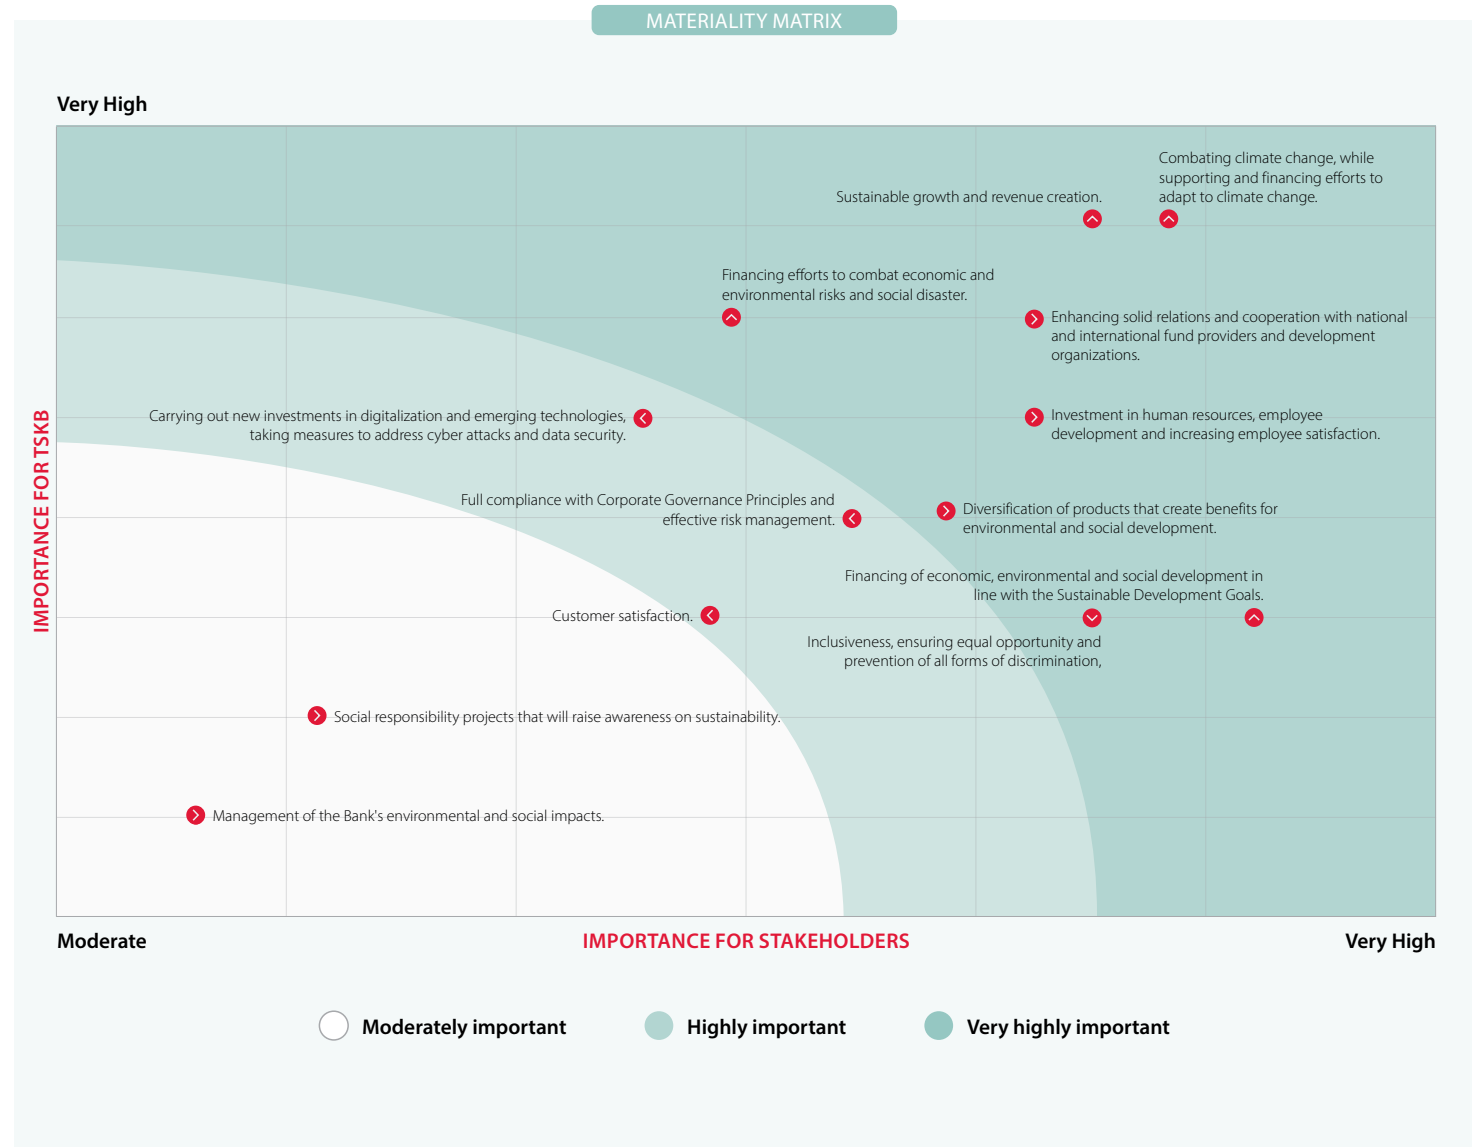 MATERIALITY MATRIX
Very High
Combating climate change, while
supporting and financing efforts to
adapt to climate change.
Sustainable growth and revenue creation.
Financing efforts to combat economic and
environmental risks and social disaster.
Enhancing solid relations and cooperation with national
and international fund providers and development
organizations.
Carrying out new investments in digitalization and emerging technologies,
taking measures to address cyber attacks and data security.
Investment in human resources, employee
development and increasing employee satisfaction.
Full compliance with Corporate Governance Principles and
effective risk management.
Diversification of products that create benefits for
environmental and social development.
Financing of economic, environmental and social development in
line with the Sustainable Development Goals.
Customer satisfaction.
Inclusiveness, ensuring equal opportunity and
prevention of all forms of discrimination,
Social responsibility projects that will raise awareness on sustainability.
Management of the Bank's environmental and social impacts.
IMPORTANCE FOR TSKB
Moderate
IMPORTANCE FOR STAKEHOLDERS
Very High
Moderately important
Highly important
Very highly important